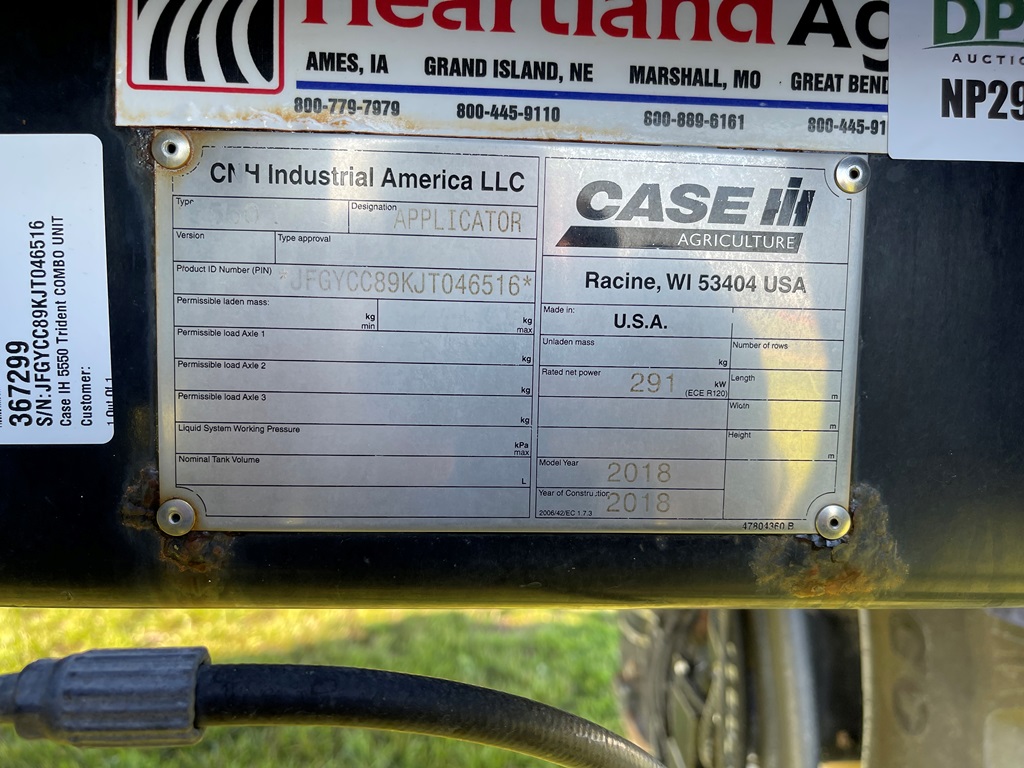 Heartland Ag
AMES, IA GRAND ISLAND, NE MARSHALL, MO GREAT BEND
800-779-7979 800-445-9110 800-889-6161 800-445-91
DP
AUCTIO
NP29
367299
S/N:JFGYCC89KJT046516
Case IH 5550 Trident COMBO UNIT
Customer:
1 Out Of 1
CNH Industrial America LLC
Type
Designation APPLICATOR
Version Type approval
Product ID Number (PIN) *JFGYCC89KJT046516*
Permissible laden mass: kg min kg max
Permissible load Axle 1 kg
Permissible load Axle 2 kg
Permissible load Axle 3 kg
Liquid System Working Pressure kPa max
Nominal Tank Volume L
CASE IH
AGRICULTURE
Racine, WI 53404 USA
Made in: U.S.A.
Unladen mass kg Number of rows
Rated net power 291 kW (ECE R120) Length m
Width m
Height m
Model Year 2018
Year of Construction 2018
2006/42/EC 1.7.3
47804360 B